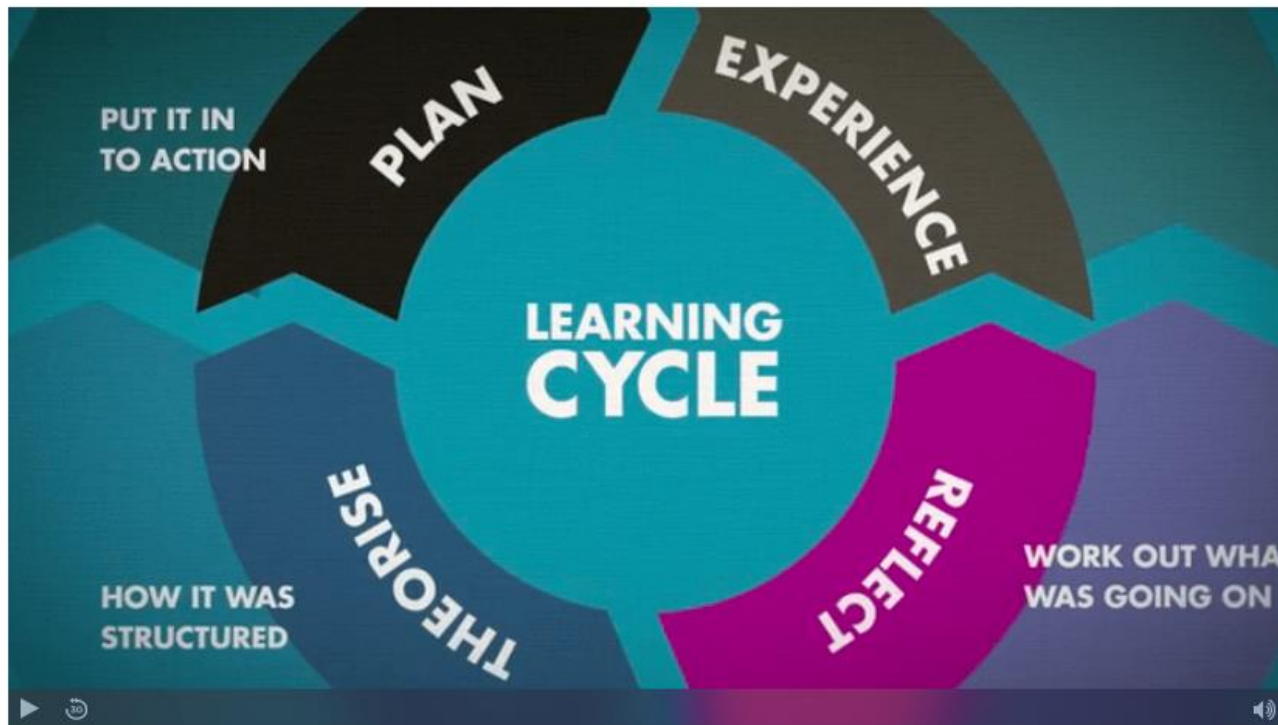 PUT IT IN
TO ACTION
PLAN
EXPERIENCE
LEARNING
CYCLE
THEORISE
REFLECT
HOW IT WAS
STRUCTURED
WORK OUT WHA
WAS GOING ON
30